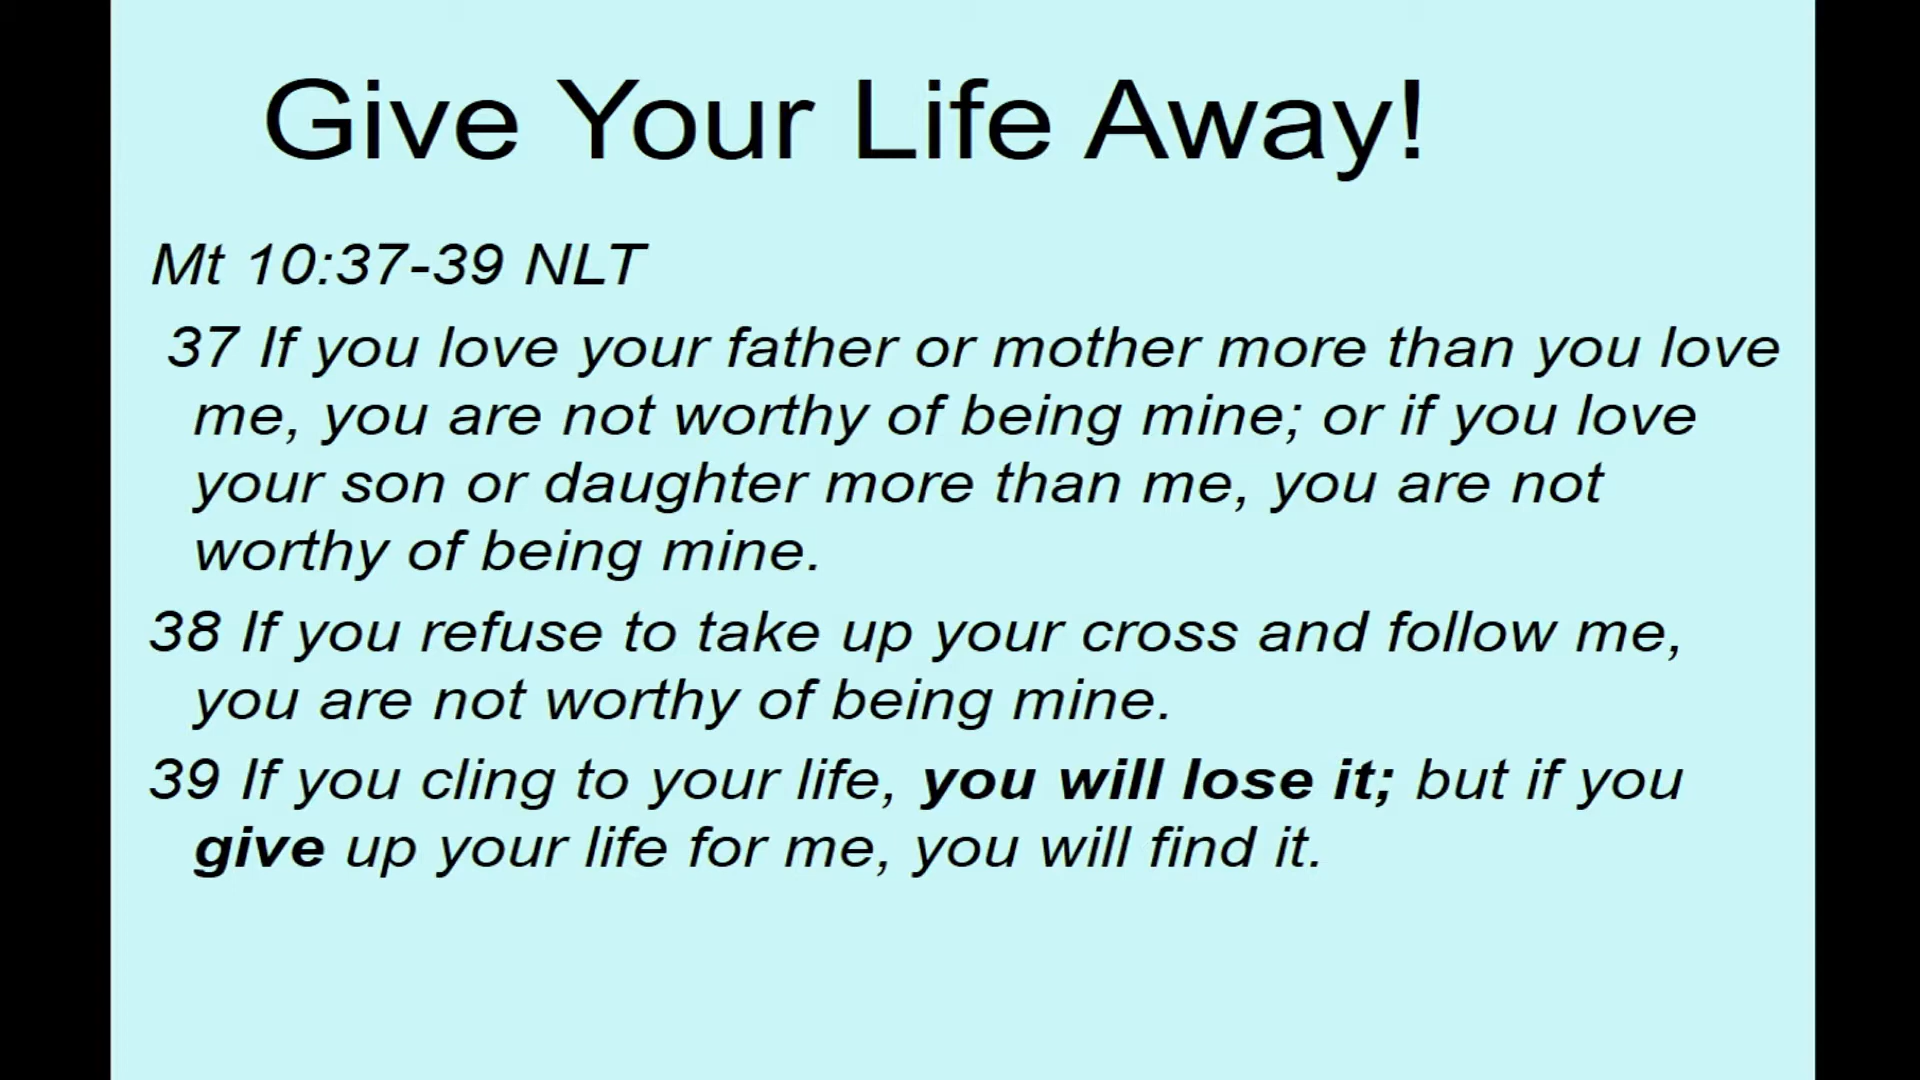 Give Your Life Away!
Mt 10:37-39 NLT
37 If you love your father or mother more than you love
me, you are not worthy of being mine; or if you love
your son or daughter more than me, you are not
worthy of being mine.
38 If you refuse to take up your cross and follow me,
you are not worthy of being mine.
39 If you cling to your life, you will lose it; but if you
give up your life for me, you will find it.